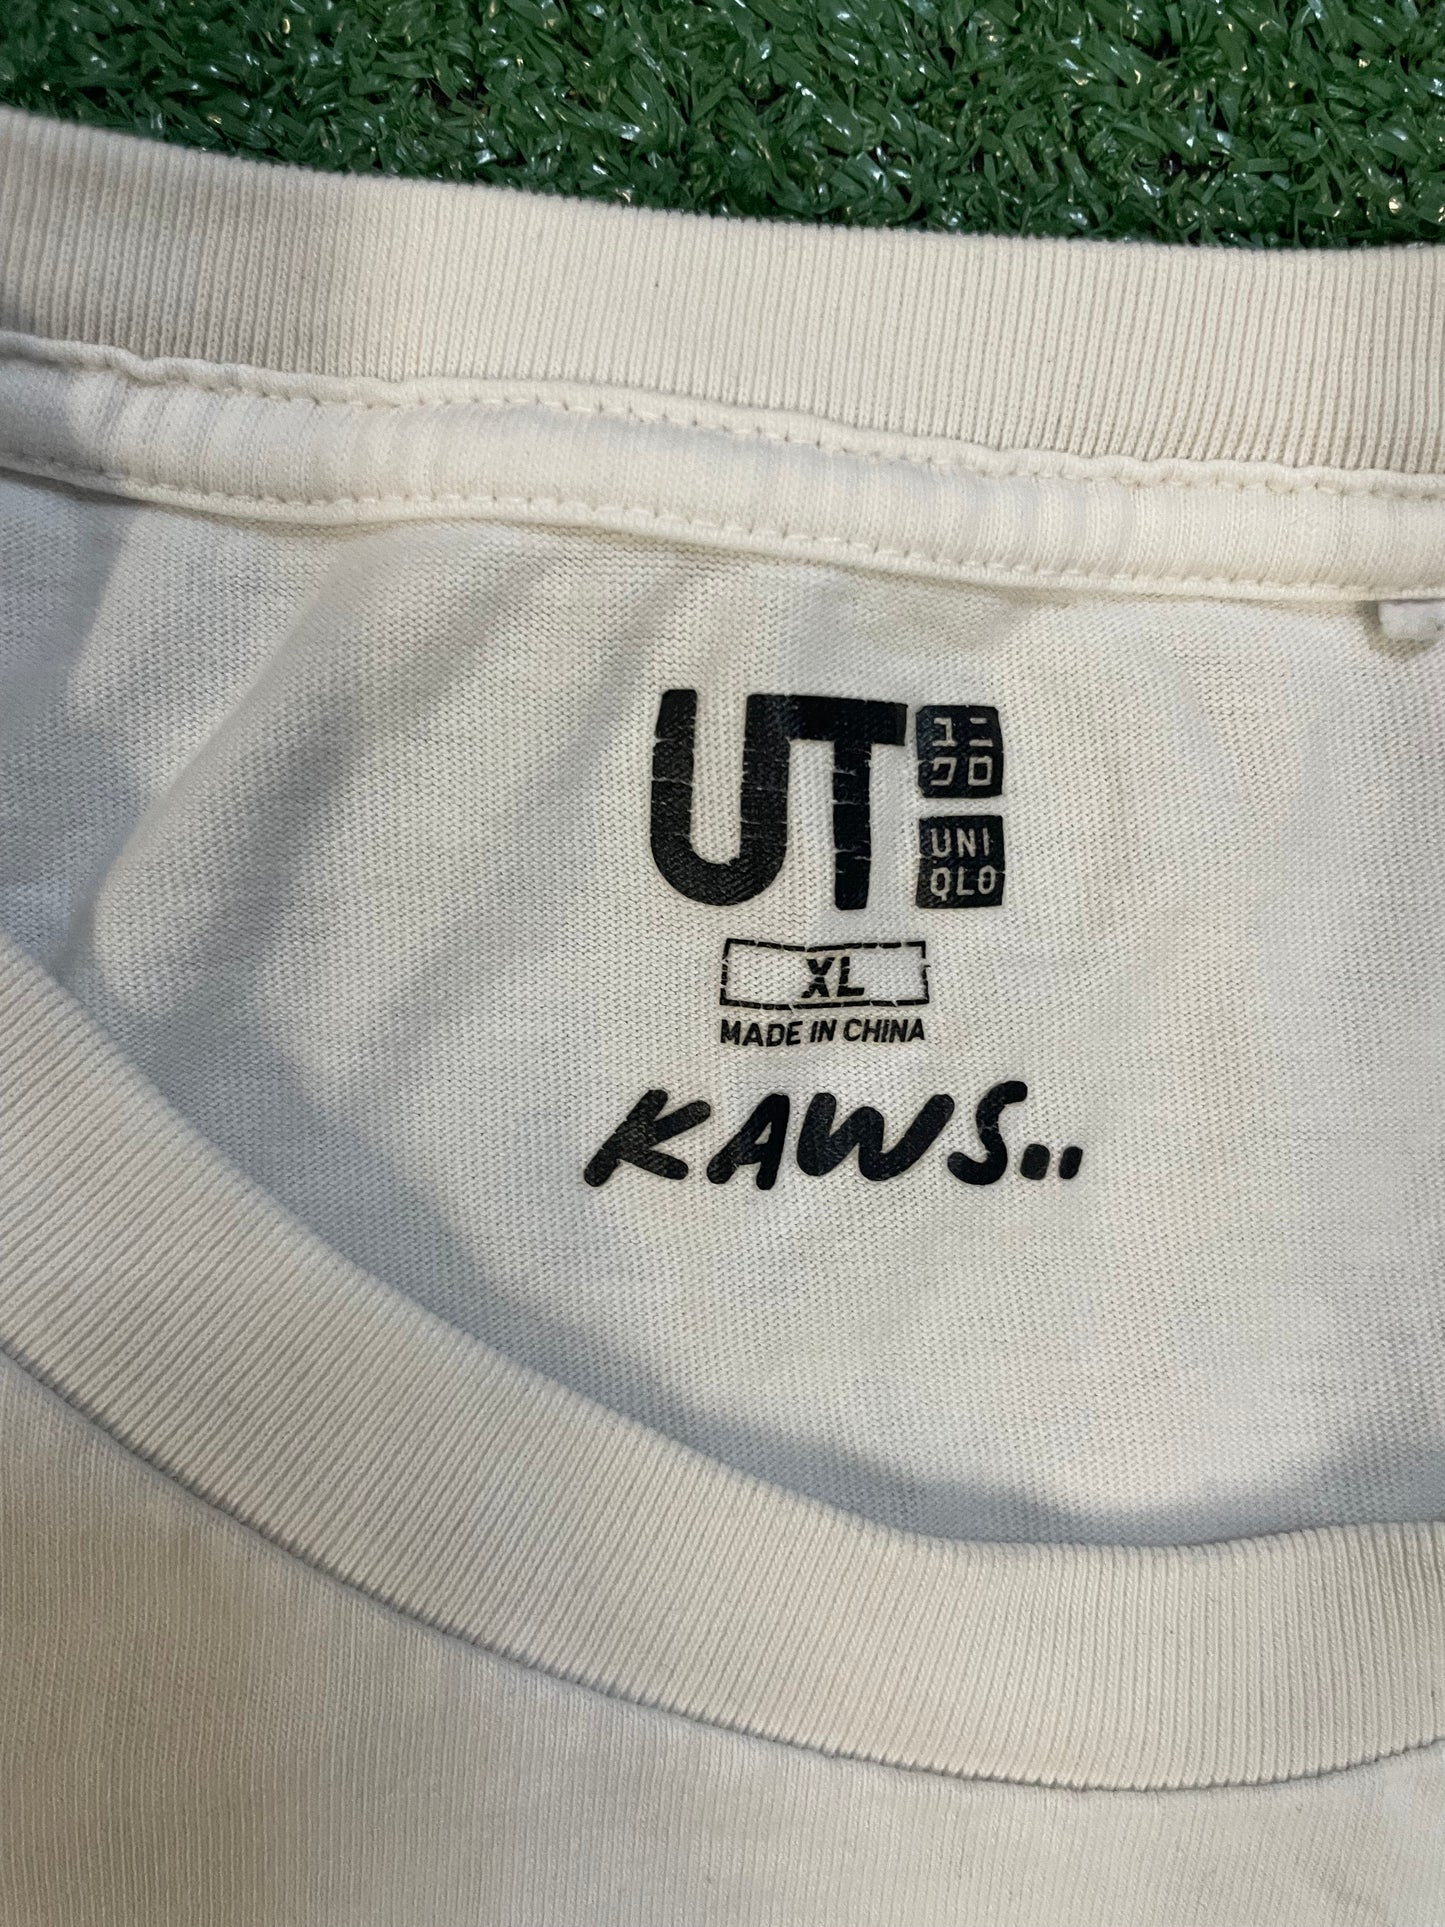 UT
ユニ
クロ
UNI
QLO
XL
MADE IN CHINA
KAWS..